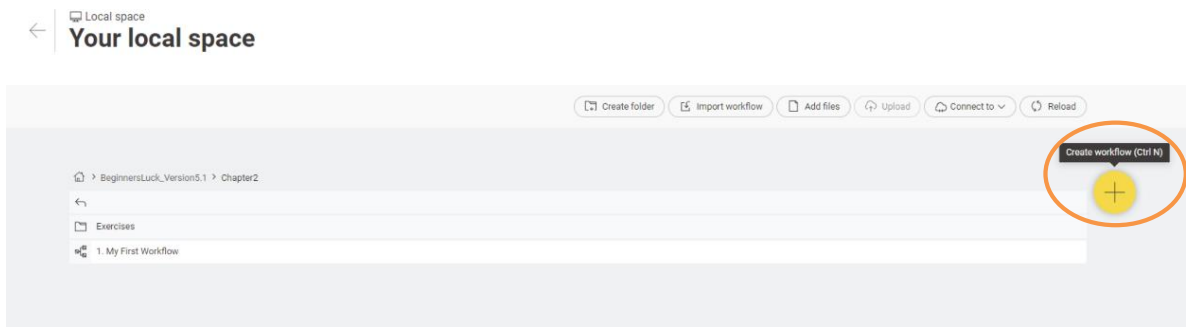 Local space
Your local space
Create folder Import workflow Add files Upload Connect to Reload
Create workflow (Ctrl N)
BeginnersLuck_Version5.1 > Chapter2
Exercises
1. My First Workflow